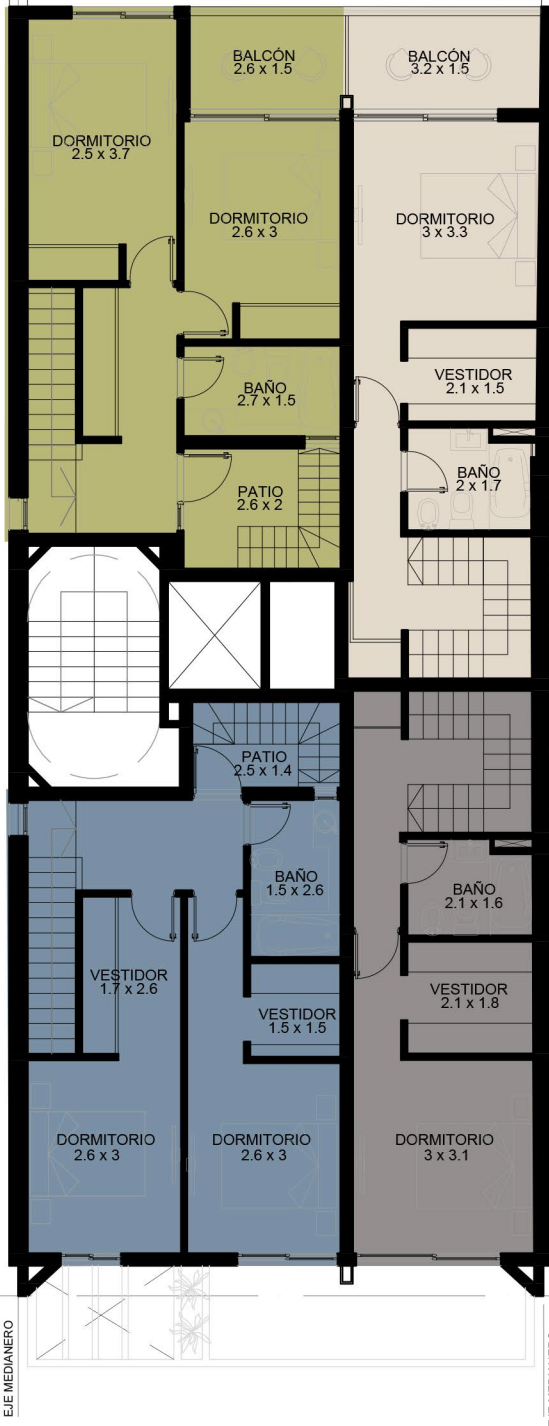 BALCÓN
2.6 x 1.5
BALCÓN
3.2 x 1.5
DORMITORIO
2.5 x 3.7
DORMITORIO
2.6 x 3
DORMITORIO
3 x 3.3
VESTIDOR
2.1 x 1.5
BAÑO
2.7 x 1.5
BAÑO
2 x 1.7
PATIO
2.6 x 2
PATIO
2.5 x 1.4
BAÑO
1.5 x 2.6
BAÑO
2.1 x 1.6
VESTIDOR
1.7 x 2.6
VESTIDOR
1.5 x 1.5
VESTIDOR
2.1 x 1.8
DORMITORIO
2.6 x 3
DORMITORIO
2.6 x 3
DORMITORIO
3 x 3.1
EJE MEDIANERO